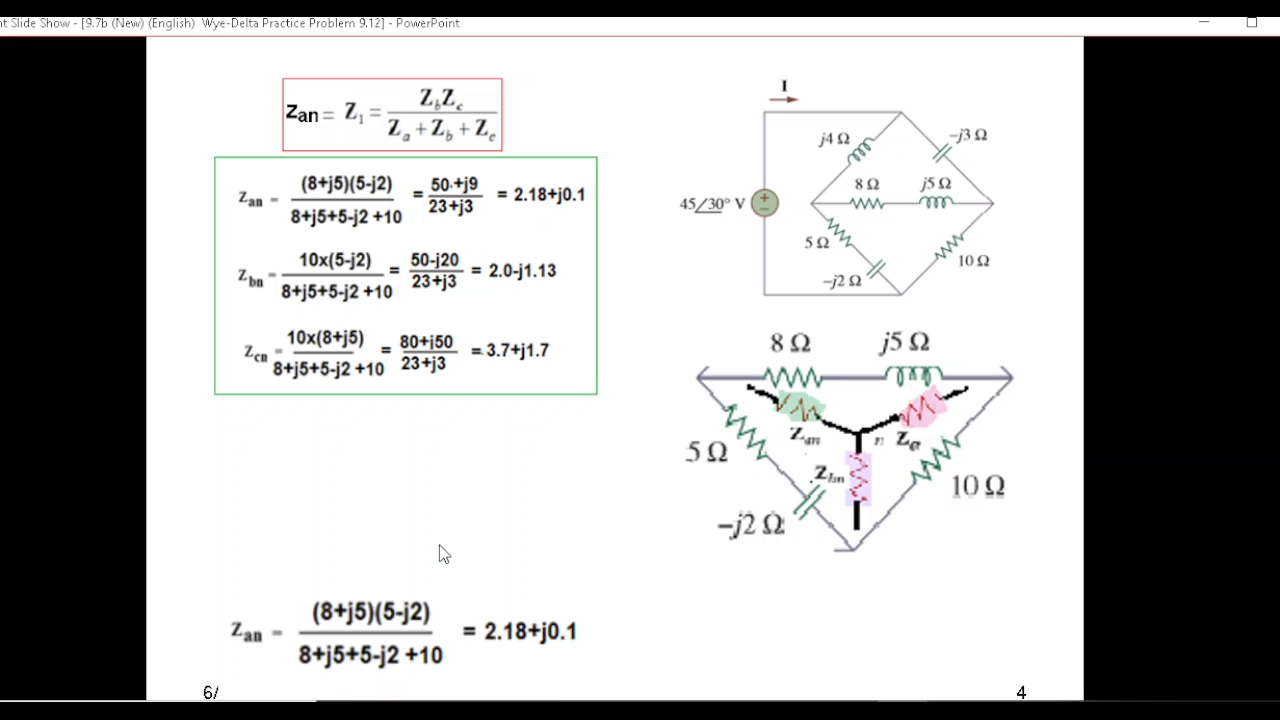 nt Slide Show - [9.7b (New) (English) Wye-Delta Practice Problem 9.12] - PowerPoint
Zan = Z1 = ZbZc / Za + Zb + Zc
Zan = (8+j5)(5-j2) / 8+j5+5-j2 +10 = 50+j9 / 23+j3 = 2.18+j0.1
Zbn = 10x(5-j2) / 8+j5+5-j2 +10 = 50-j20 / 23+j3 = 2.0-j1.13
Zcn = 10x(8+j5) / 8+j5+5-j2 +10 = 80+j50 / 23+j3 = 3.7+j1.7
I
j4 Ω
-j3 Ω
8 Ω
j5 Ω
45/30° V
5 Ω
10 Ω
-j2 Ω
8 Ω
j5 Ω
Zan
n
5 Ω
Zbn
10 Ω
-j2 Ω
Zan = (8+j5)(5-j2) / 8+j5+5-j2 +10 = 2.18+j0.1
6/
4